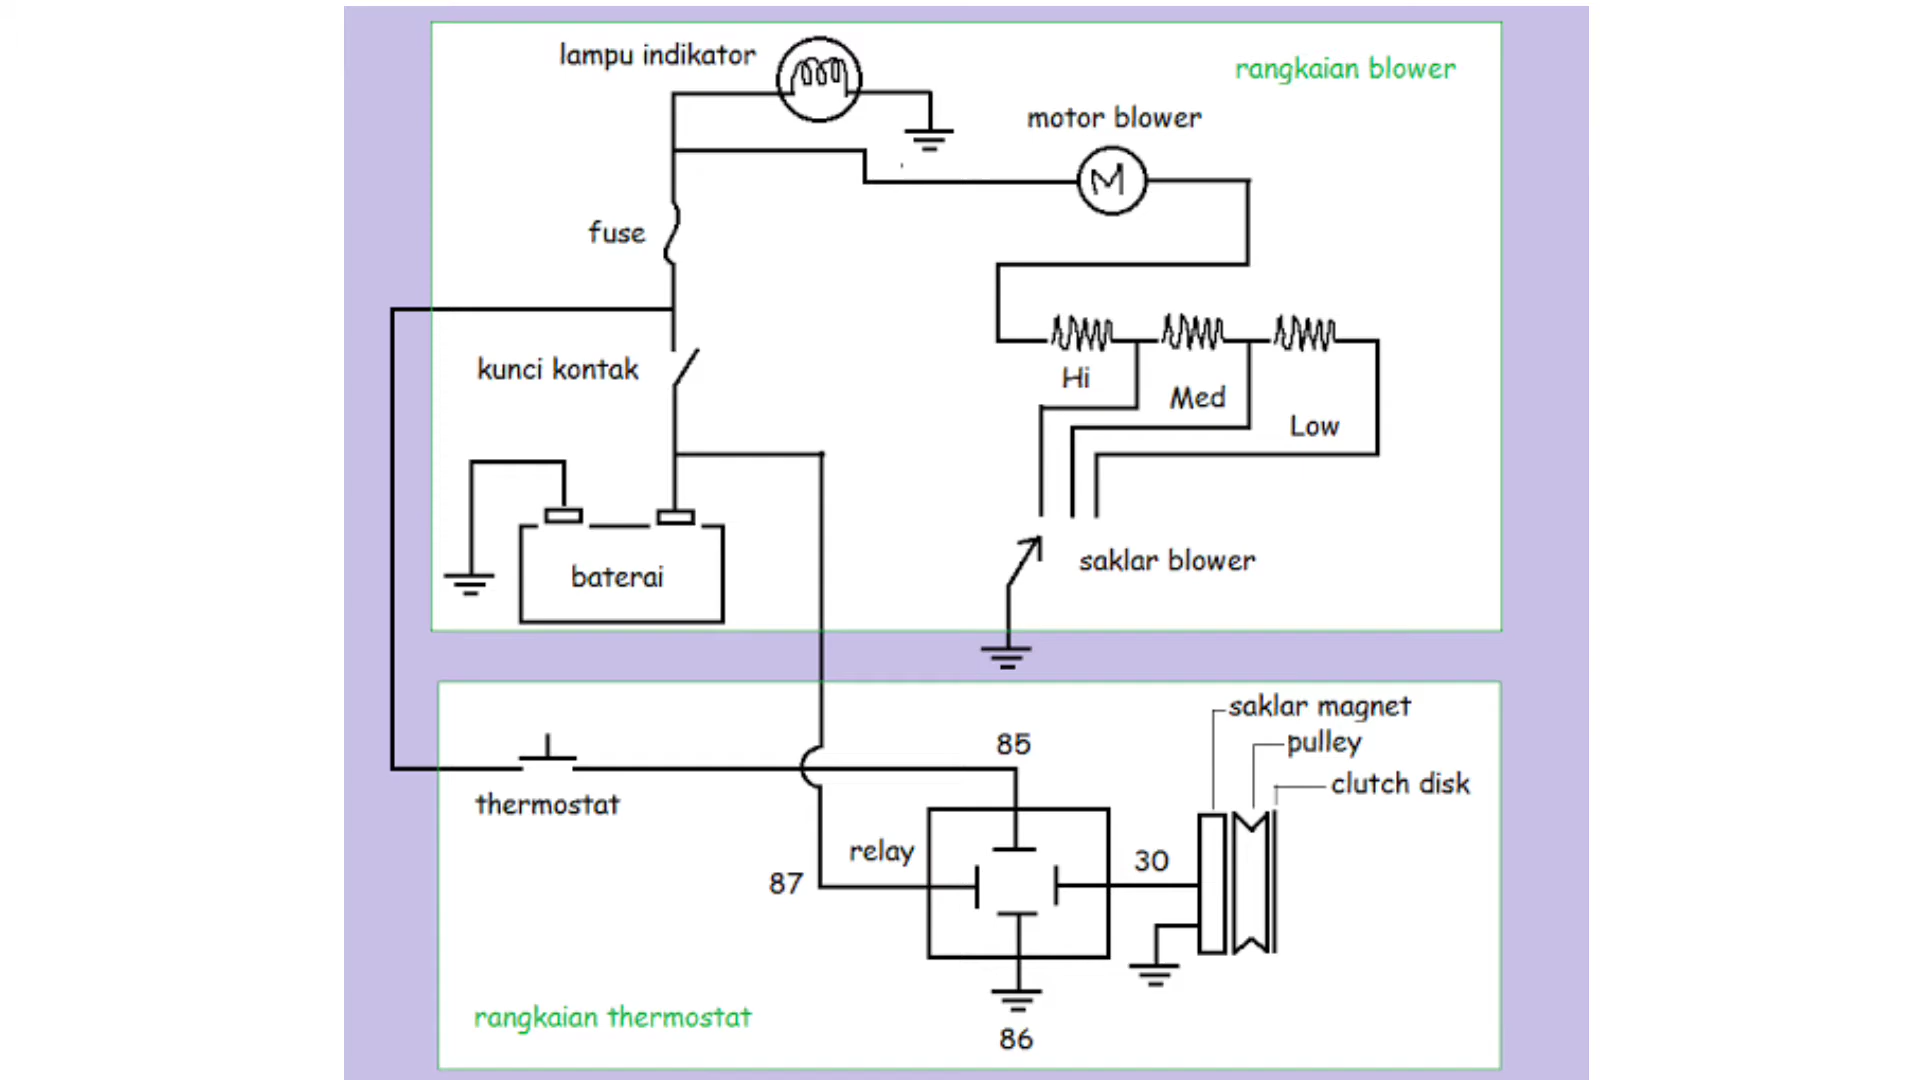 lampu indikator
rangkaian blower
motor blower
M
fuse
kunci kontak
Hi
Med
Low
baterai
saklar blower
saklar magnet
pulley
clutch disk
85
thermostat
relay
30
87
rangkaian thermostat
86